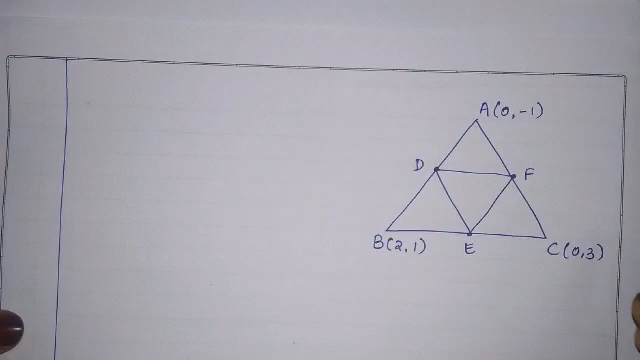 A(0,-1)
D
F
B(2,1)
E
C(0,3)